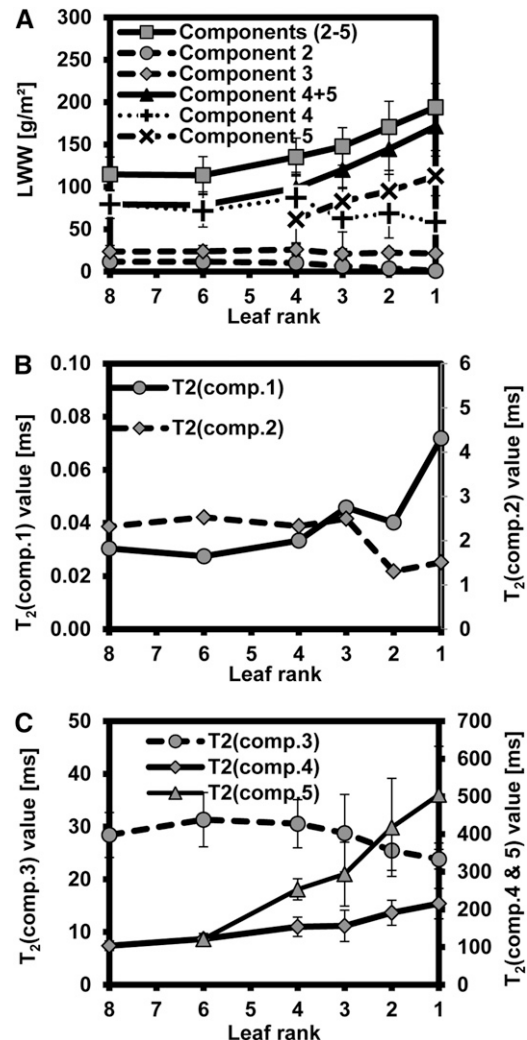 A
LWW [g/m²]
300
250
200
150
100
50
0
Components (2-5)
Component 2
Component 3
Component 4+5
Component 4
Component 5
8 7 6 5 4 3 2 1
Leaf rank
B
T₂(comp.1) value [ms]
0.10
0.08
0.06
0.04
0.02
0.00
T2(comp.1)
T2(comp.2)
6
5
4
3
2
1
0
T₂(comp.2) value [ms]
8 7 6 5 4 3 2 1
Leaf rank
C
T₂(comp.3) value [ms]
50
40
30
20
10
0
T2(comp.3)
T2(comp.4)
T2(comp.5)
700
600
500
400
300
200
100
0
T₂(comp.4 & 5) value [ms]
8 7 6 5 4 3 2 1
Leaf rank